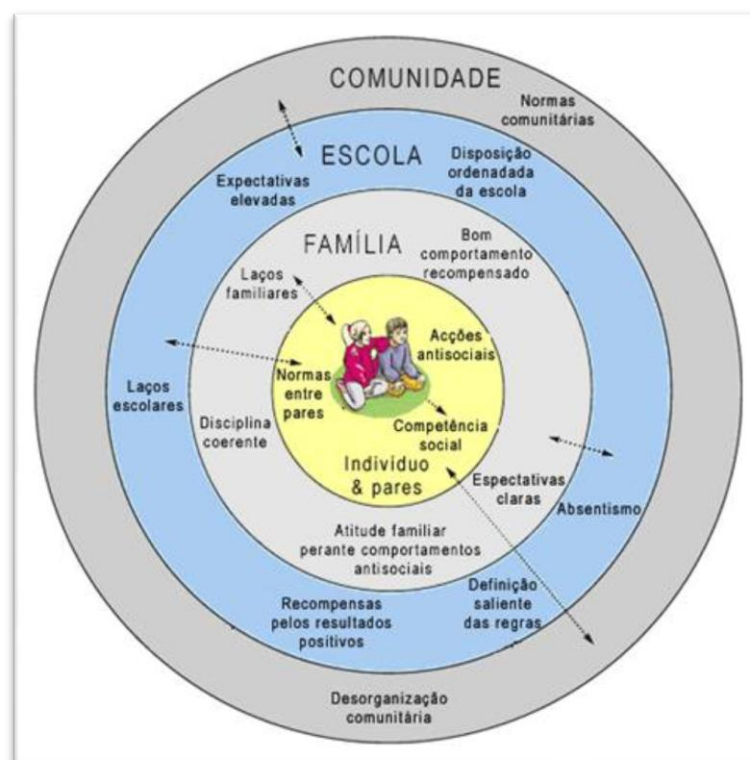 COMUNIDADE
Normas
comunitárias
ESCOLA
Disposição
ordenadada
da escola
Expectativas
elevadas
FAMÍLIA
Bom
comportamento
recompensado
Laços
familiares
Acções
antisociais
Normas
entre
pares
Laços
escolares
Disciplina
coerente
Competência
social
Indivíduo
& pares
Espectativas
claras
Absentismo
Atitude familiar
perante comportamentos
antisociais
Recompensas
pelos resultados
positivos
Definição
saliente
das regras
Desorganização
comunitária